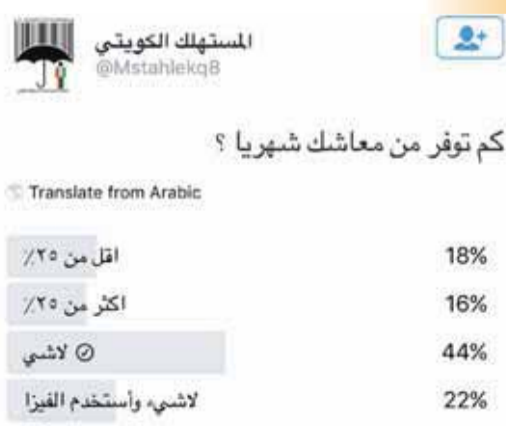 المستهلك الكويتي
@Mstahlekq8
كم توفر من معاشك شهريا ؟
Translate from Arabic
اقل من ٢٥٪ 18%
اكثر من ٢٥٪ 16%
لاشي 44%
لاشيء وأستخدم الفيزا 22%